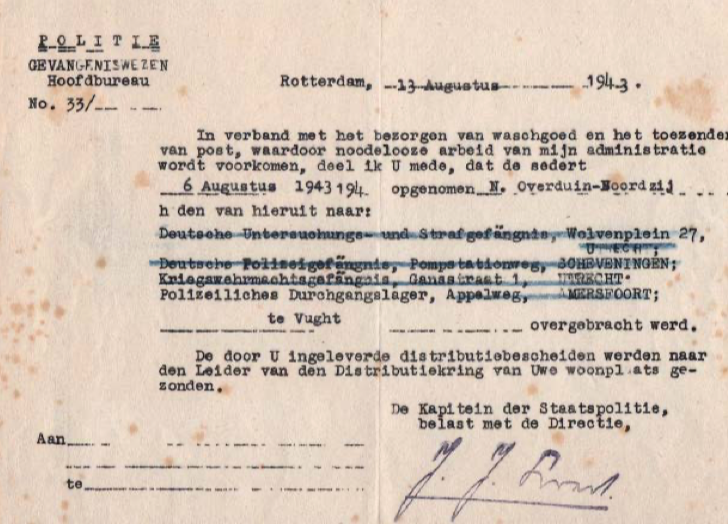 POLITIE
GEVANGENISWEZEN
Hoofdbureau
No. 33/
Rotterdam, 13 Augustus 1943.
In verband met het bezorgen van waschgoed en het toezenden
van post, waardoor noodelooze arbeid van mijn administratie
wordt voorkomen, deel ik U mede, dat de sedert
6 Augustus 1943 194 opgenomen N. Overduin-Noordzij
h den van hieruit naar:
Deutsche Untersuchungs- und Strafgefängnis, Wolvenplein 27,
UTRECHT;
Deutsche Polizeigefängnis, Pompstationweg, SCHEVENINGEN;
Kriegswehrmachtsgefängnis, Gansstraat 1, UTRECHT
Polizeiliches Durchgangslager, Appelweg, AMERSFOORT;
te Vught overgebracht werd.
De door U ingeleverde distributiebescheiden werden naar
den Leider van den Distributiekring van Uwe woonplaats ge-
zonden.
De Kapitein der Staatspolitie,
belast met de Directie,
Aan
te
J. J.